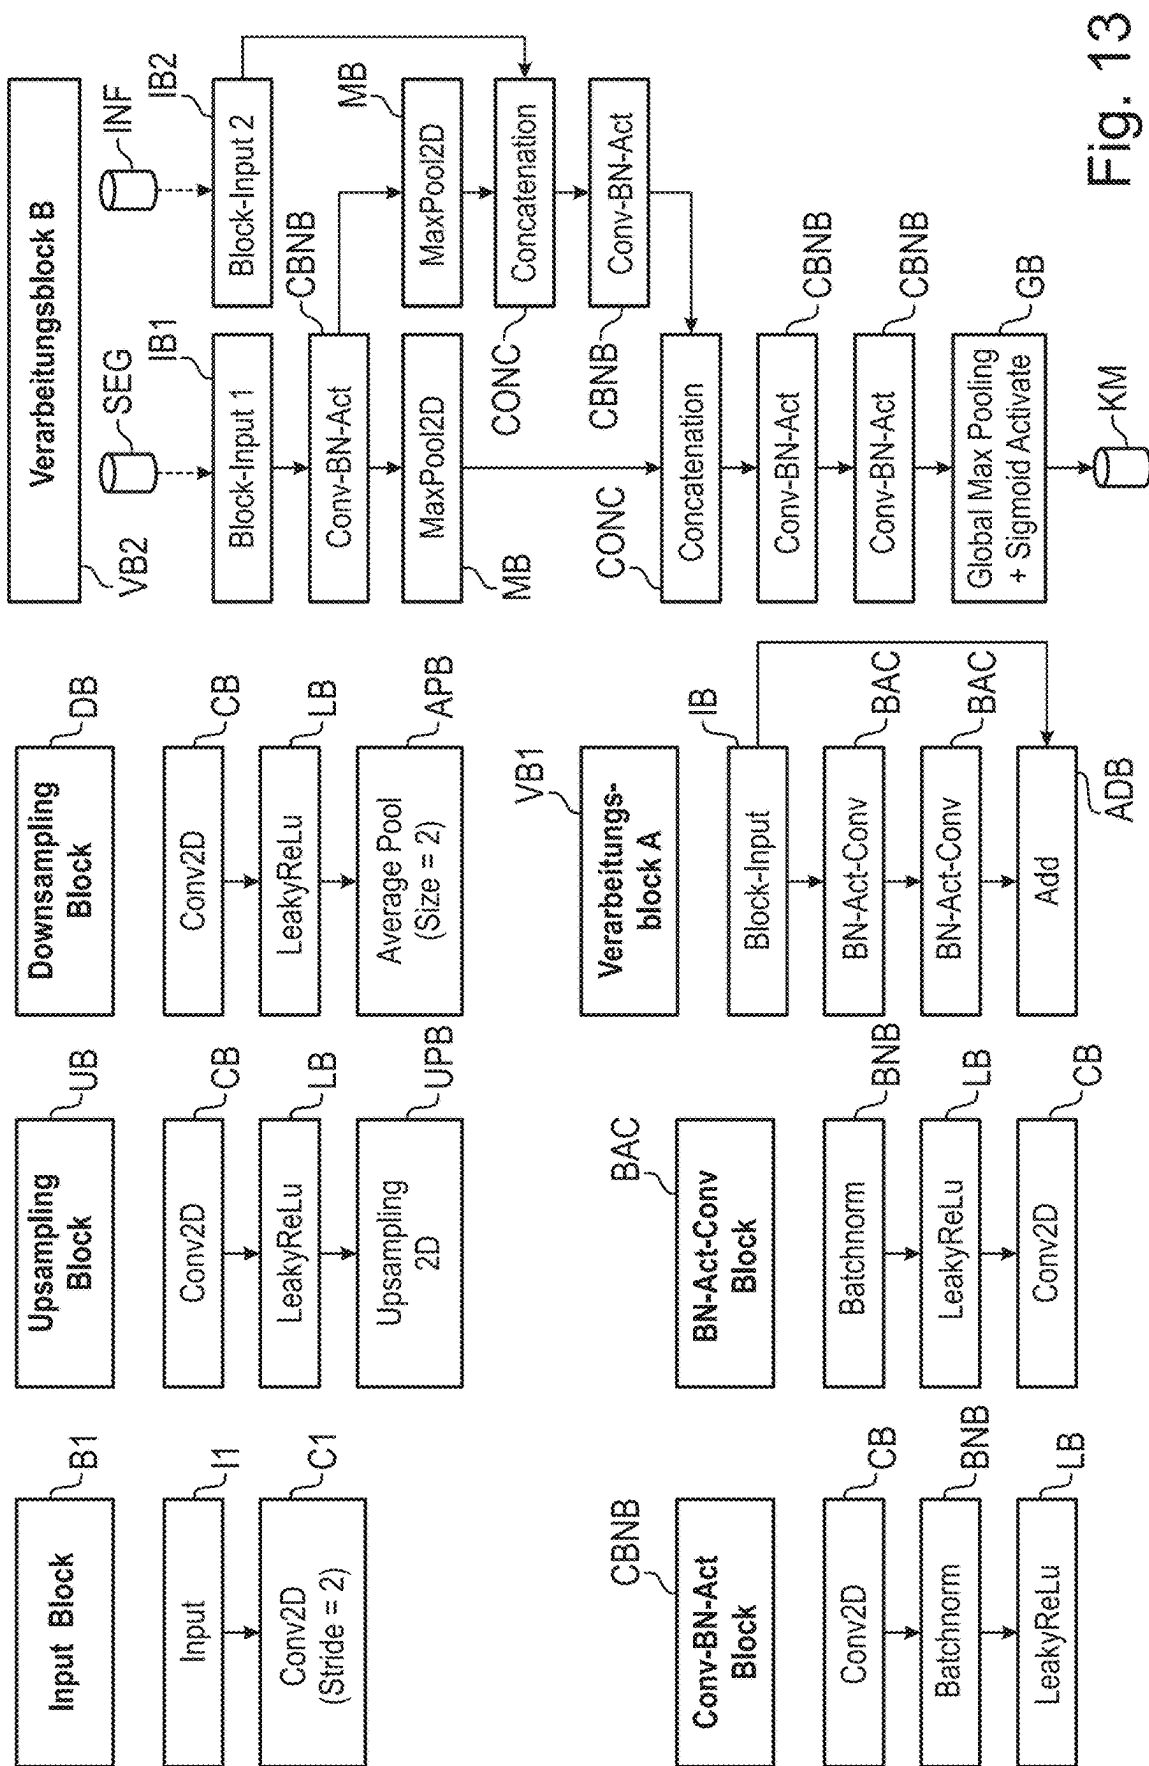 Input Block
B1
Input
I1
Conv2D
(Stride = 2)
C1
Upsampling
Block
UB
Conv2D
CB
LeakyReLu
LB
Upsampling
2D
UPB
Downsampling
Block
DB
Conv2D
CB
LeakyReLu
LB
Average Pool
(Size = 2)
APB
Conv-BN-Act
Block
CBNB
Conv2D
CB
Batchnorm
BNB
LeakyReLu
LB
BN-Act-Conv
Block
BAC
Batchnorm
BNB
LeakyReLu
LB
Conv2D
CB
Verarbeitungs-
block A
VB1
Block-Input
IB
BN-Act-Conv
BAC
BN-Act-Conv
BAC
Add
ADB
Verarbeitungsblock B
VB2
SEG
INF
Block-Input 1
IB1
Block-Input 2
IB2
Conv-BN-Act
CBNB
MaxPool2D
MB
MaxPool2D
MB
Concatenation
CONC
Conv-BN-Act
CBNB
Concatenation
CONC
Conv-BN-Act
CBNB
Conv-BN-Act
CBNB
Global Max Pooling
+ Sigmoid Activate
GB
KM
Fig. 13